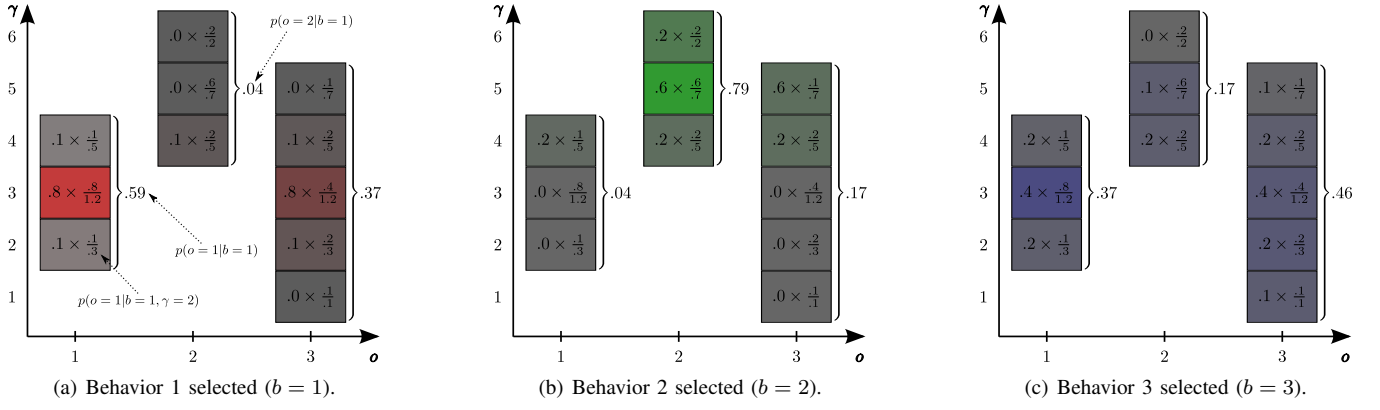 γ
6
5
4
3
2
1
.0 × .2/.2
.0 × .6/.7
.1 × .2/.5
.04
p(o = 2|b = 1)
.1 × .1/.5
.8 × .8/1.2
.1 × .1/.3
.59
p(o = 1|b = 1)
p(o = 1|b = 1, γ = 2)
.0 × .1/.7
.1 × .2/.5
.8 × .4/1.2
.1 × .2/.3
.0 × .1/.1
.37
1 2 3 o
(a) Behavior 1 selected (b = 1).
γ
6
5
4
3
2
1
.2 × .2/.2
.6 × .6/.7
.2 × .2/.5
.79
.2 × .1/.5
.0 × .8/1.2
.0 × .1/.3
.04
.6 × .1/.7
.2 × .2/.5
.0 × .4/1.2
.0 × .2/.3
.0 × .1/.1
.17
1 2 3 o
(b) Behavior 2 selected (b = 2).
γ
6
5
4
3
2
1
.0 × .2/.2
.1 × .6/.7
.2 × .2/.5
.17
.2 × .1/.5
.4 × .8/1.2
.2 × .1/.3
.37
.1 × .1/.7
.2 × .2/.5
.4 × .4/1.2
.2 × .2/.3
.1 × .1/.1
.46
1 2 3 o
(c) Behavior 3 selected (b = 3).